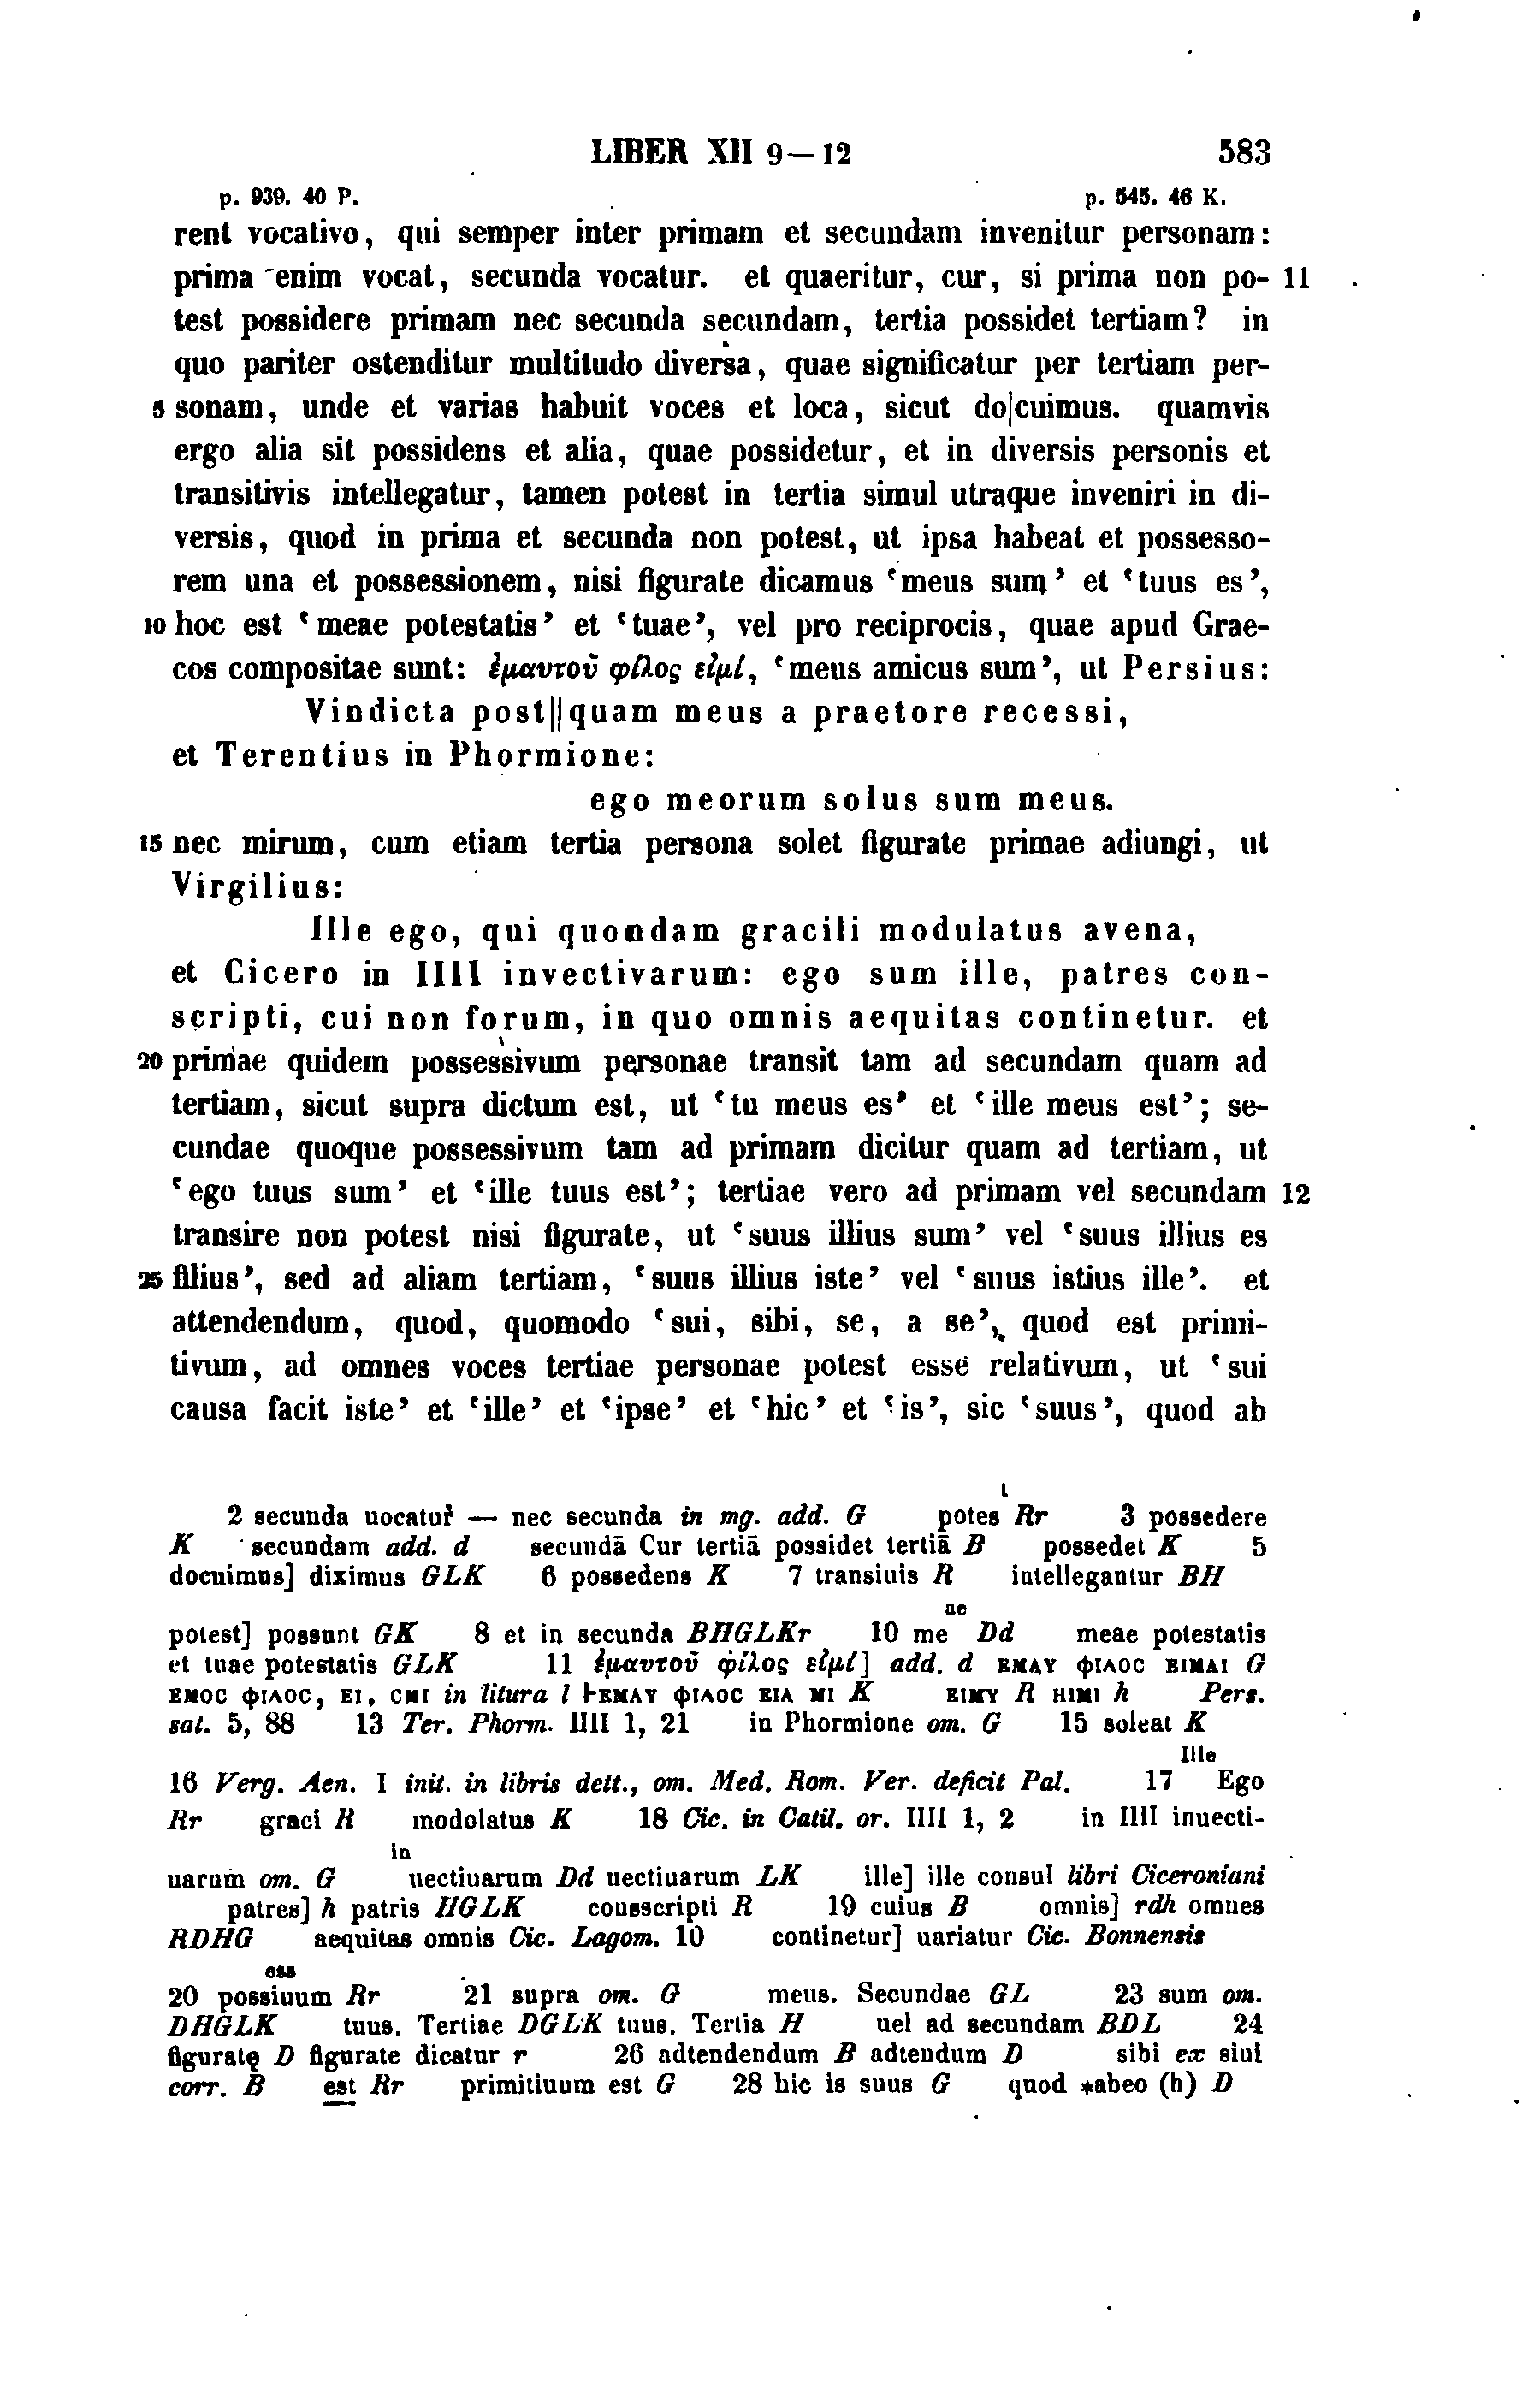 LIBER XII 9—12 583
p. 939. 40 P. p. 545. 46 K.
rent vocativo, qui semper inter primam et secundam invenitur personam:
prima enim vocat, secunda vocatur. et quaeritur, cur, si prima non po- 11
test possidere primam nec secunda secundam, tertia possidet tertiam? in
quo pariter ostenditur multitudo diversa, quae significatur per tertiam per-
5 sonam, unde et varias habuit voces et loca, sicut do|cuimus. quamvis
ergo alia sit possidens et alia, quae possidetur, et in diversis personis et
transitivis intellegatur, tamen potest in tertia simul utraque inveniri in di-
versis, quod in prima et secunda non potest, ut ipsa habeat et possesso-
rem una et possessionem, nisi figurate dicamus ‘meus sum’ et ‘tuus es’,
10 hoc est ‘meae potestatis’ et ‘tuae’, vel pro reciprocis, quae apud Grae-
cos compositae sunt: ἐμαυτοῦ φίλος εἰμί, ‘meus amicus sum’, ut Persius:
Vindicta post||quam meus a praetore recessi,
et Terentius in Phormione:
ego meorum solus sum meus.
15 nec mirum, cum etiam tertia persona solet figurate primae adiungi, ut
Virgilius:
Ille ego, qui quondam gracili modulatus avena,
et Cicero in IIII invectivarum: ego sum ille, patres con-
scripti, cui non forum, in quo omnis aequitas continetur. et
20 primae quidem possessivum personae transit tam ad secundam quam ad
tertiam, sicut supra dictum est, ut ‘tu meus es’ et ‘ille meus est’; se-
cundae quoque possessivum tam ad primam dicitur quam ad tertiam, ut
‘ego tuus sum’ et ‘ille tuus est’; tertiae vero ad primam vel secundam 12
transire non potest nisi figurate, ut ‘suus illius sum’ vel ‘suus illius es
25 filius’, sed ad aliam tertiam, ‘suus illius iste’ vel ‘suus istius ille’. et
attendendum, quod, quomodo ‘sui, sibi, se, a se’, quod est primi-
tivum, ad omnes voces tertiae personae potest esse relativum, ut ‘sui
causa facit iste’ et ‘ille’ et ‘ipse’ et ‘hic’ et ‘is’, sic ‘suus’, quod ab
t
2 secunda uocatur — nec secunda in mg. add. G potes Rr 3 possedere
K secundam add. d secundā Cur tertiā possidet tertiā B possedet K 5
docuimus] diximus GLK 6 possedens K 7 transiuis R intellegantur BH
ae
potest] possunt GK 8 et in secunda BHGLKr 10 me Dd meae potestatis
et tuae potestatis GLK 11 ἐμαυτοῦ φίλος εἰμί] add. d ΕΜΑΥ ΦΙΛΟC ΕΙΜΑΙ G
ΕΜΟC ΦΙΛΟC, ΕΙ, CΜΙ in litura l ͰΕΜΑΥ ΦΙΛΟC ΕΙΑ ΜΙ K ΕΙΜΥ R ΗΙΜΙ h Pers.
sat. 5, 88 13 Ter. Phorm. IIII 1, 21 in Phormione om. G 15 soleat K
Ille
16 Verg. Aen. I init. in libris dett., om. Med. Rom. Ver. deficit Pal. 17 Ego
Rr graci R modolatus K 18 Cic. in Catil. or. IIII 1, 2 in IIII inuecti-
in
uarum om. G uectiuarum Dd uectiuarum LK ille] ille consul libri Ciceroniani
patres] h patris HGLK cousscripti R 19 cuius B omnis] rdh omnes
RDHG aequitas omnis Cic. Lagom. 10 continetur] uariatur Cic. Bonnensis
ess
20 possiuum Rr 21 supra om. G meus. Secundae GL 23 sum om.
DHGLK tuus. Tertiae DGLK tuus. Tertia H uel ad secundam BDL 24
figuratę D figurate dicatur r 26 adtendendum B adtendum D sibi ex siui
corr. B est Rr primitiuum est G 28 hic is suus G quod *abeo (h) D